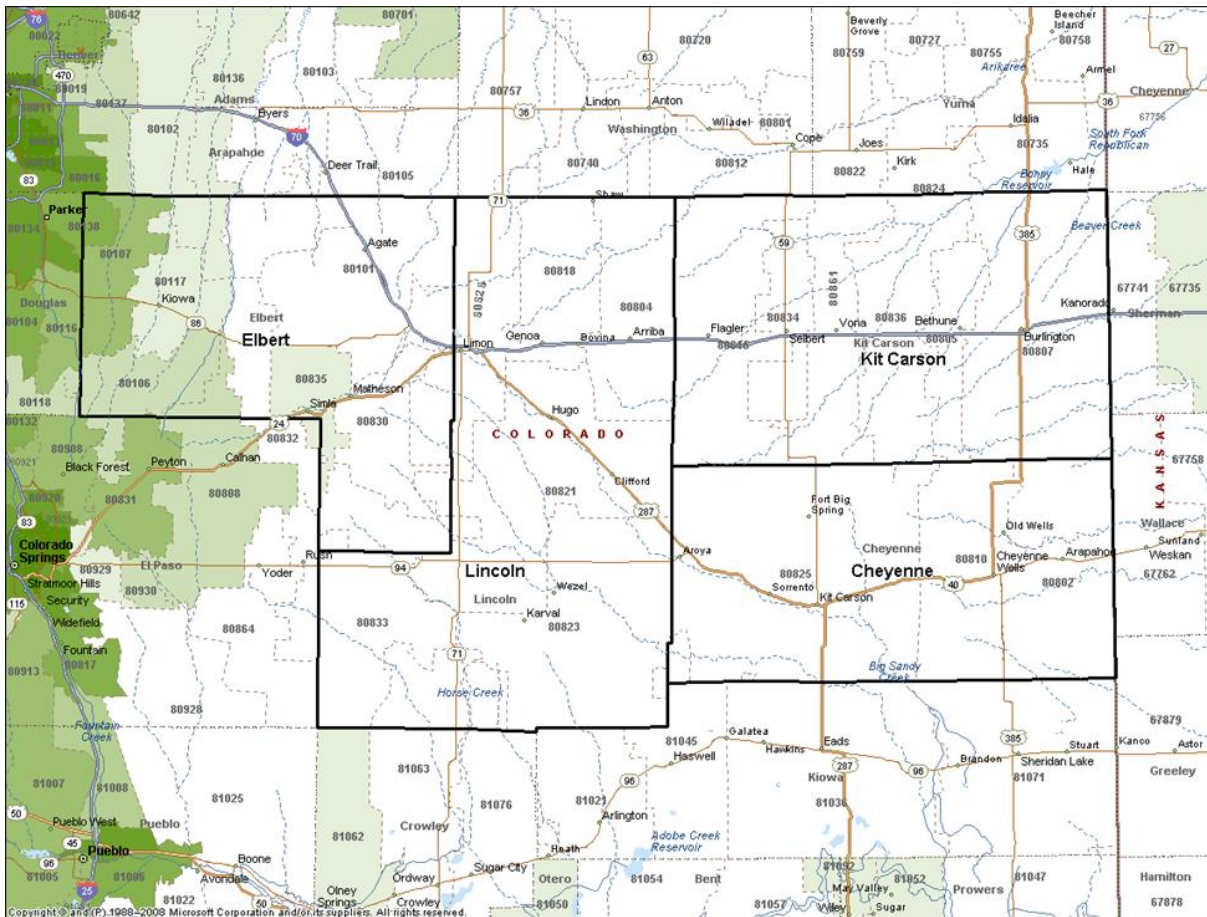 76
80642
80701
80720
Beverly
Grove
80727
80755
Beecher
Island
80758
80022
Denver
80136
80103
63
80759
Arikaree
Armel
27
470
80019
80137
Adams
80757
36
Lindon
Anton
Yuma
36
Cheyenne
67756
80011
Byers
80102
70
Washington
Wiladel
80801
Cope
Joes
Idalia
South Fork
Republican
Arapahoe
Deer Trail
80105
80740
80812
80822
Kirk
80735
Bonny
Reservoir
Hale
83
80016
71
Shaw
80824
Parker
80138
80134
80107
Agate
80101
59
385
Beaver Creek
80117
80818
80861
67741
67735
Douglas
Kiowa
80828
80804
80834
80836
Kanorado
Sherman
80104
80116
86
Elbert
Elbert
Genoa
Bovina
Arriba
Flagler
Vona
Bethune
Limon
80815
Seibert
Kit Carson
80805
Burlington
80807
Kit Carson
80106
80835
Matheson
80118
Simla
80132
24
80832
80830
Hugo
COLORADO
KANSAS
80908
80921
Black Forest
Peyton
Calhan
67758
80920
80831
80808
80821
Clifford
83
287
Fort Big
Spring
Old Wells
Wallace
Colorado
Springs
80929
El Paso
Rush
Aroya
Cheyenne
80810
Cheyenne
Wells
Arapahoe
Sunland
Weskan
Stratmoor Hills
80930
Yoder
94
Lincoln
80825
Cheyenne
80802
67762
115
Security
Wezel
Sorrento
Kit Carson
40
Widefield
80864
80833
Lincoln
Karval
80823
Fountain
80913
80817
71
Big Sandy
Creek
80928
Horse Creek
Fountain
Creek
67879
Galatea
385
Kanco
Astor
81045
Hawkins
Eads
Stuart
81063
Haswell
287
96
Brandon
Sheridan Lake
81071
Greeley
81007
81008
81025
81076
81021
96
Kiowa
81036
50
Pueblo West
Pueblo
Crowley
Arlington
45
81062
Adobe Creek
Reservoir
96
Pueblo
Boone
Heath
81092
Hamilton
81005
81006
Avondale
Ordway
Sugar City
Otero
81054
Bent
May Valley
81052
81047
25
81022
Olney
Springs
50
Crowley
81050
81057
Wiley
Sugar
Prowers
67878
Copyright © and (P) 1988–2008 Microsoft Corporation and/or its suppliers. All rights reserved.